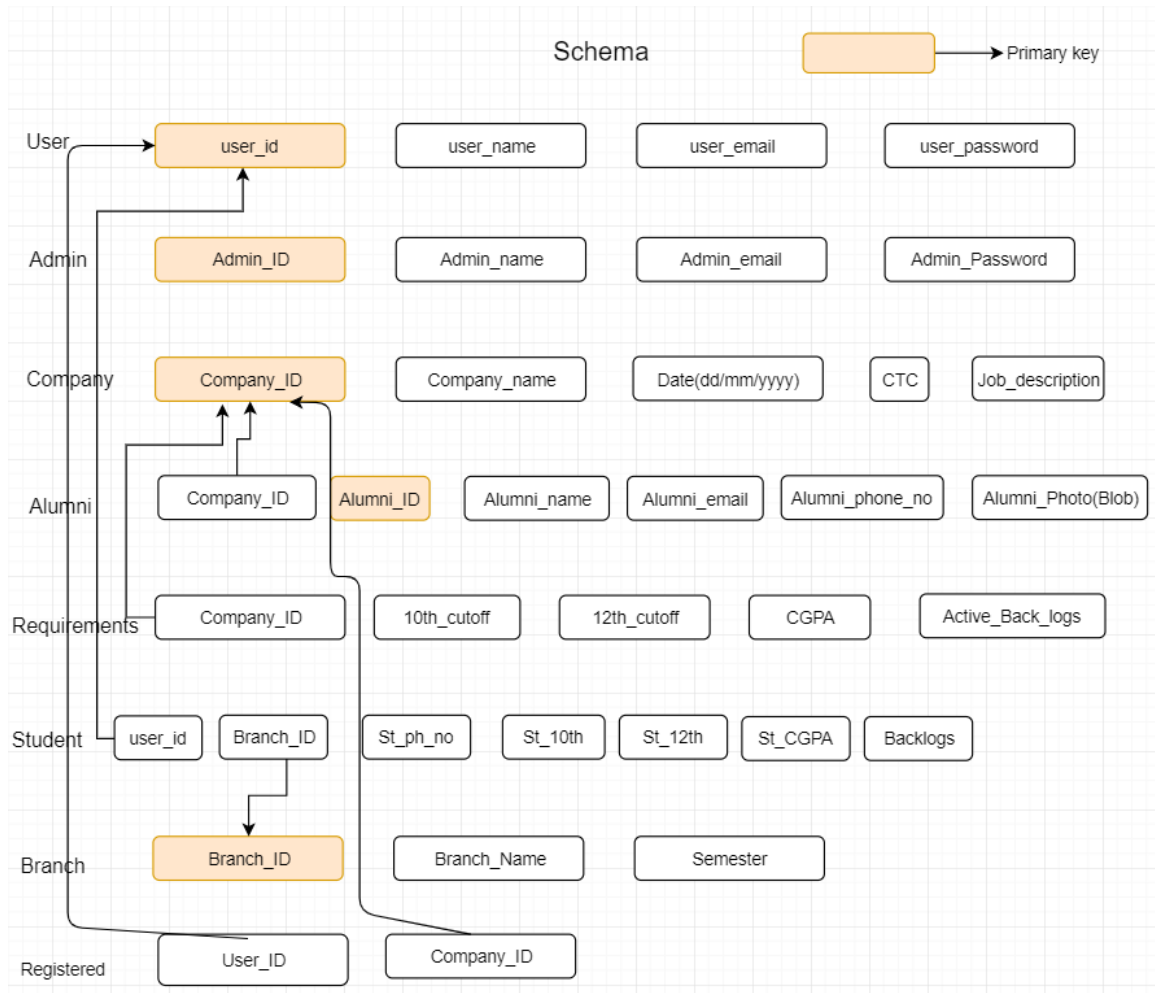 Schema
Primary key
User
user_id
user_name
user_email
user_password
Admin
Admin_ID
Admin_name
Admin_email
Admin_Password
Company
Company_ID
Company_name
Date(dd/mm/yyyy)
CTC
Job_description
Alumni
Company_ID
Alumni_ID
Alumni_name
Alumni_email
Alumni_phone_no
Alumni_Photo(Blob)
Requirements
Company_ID
10th_cutoff
12th_cutoff
CGPA
Active_Back_logs
Student
user_id
Branch_ID
St_ph_no
St_10th
St_12th
St_CGPA
Backlogs
Branch
Branch_ID
Branch_Name
Semester
Registered
User_ID
Company_ID